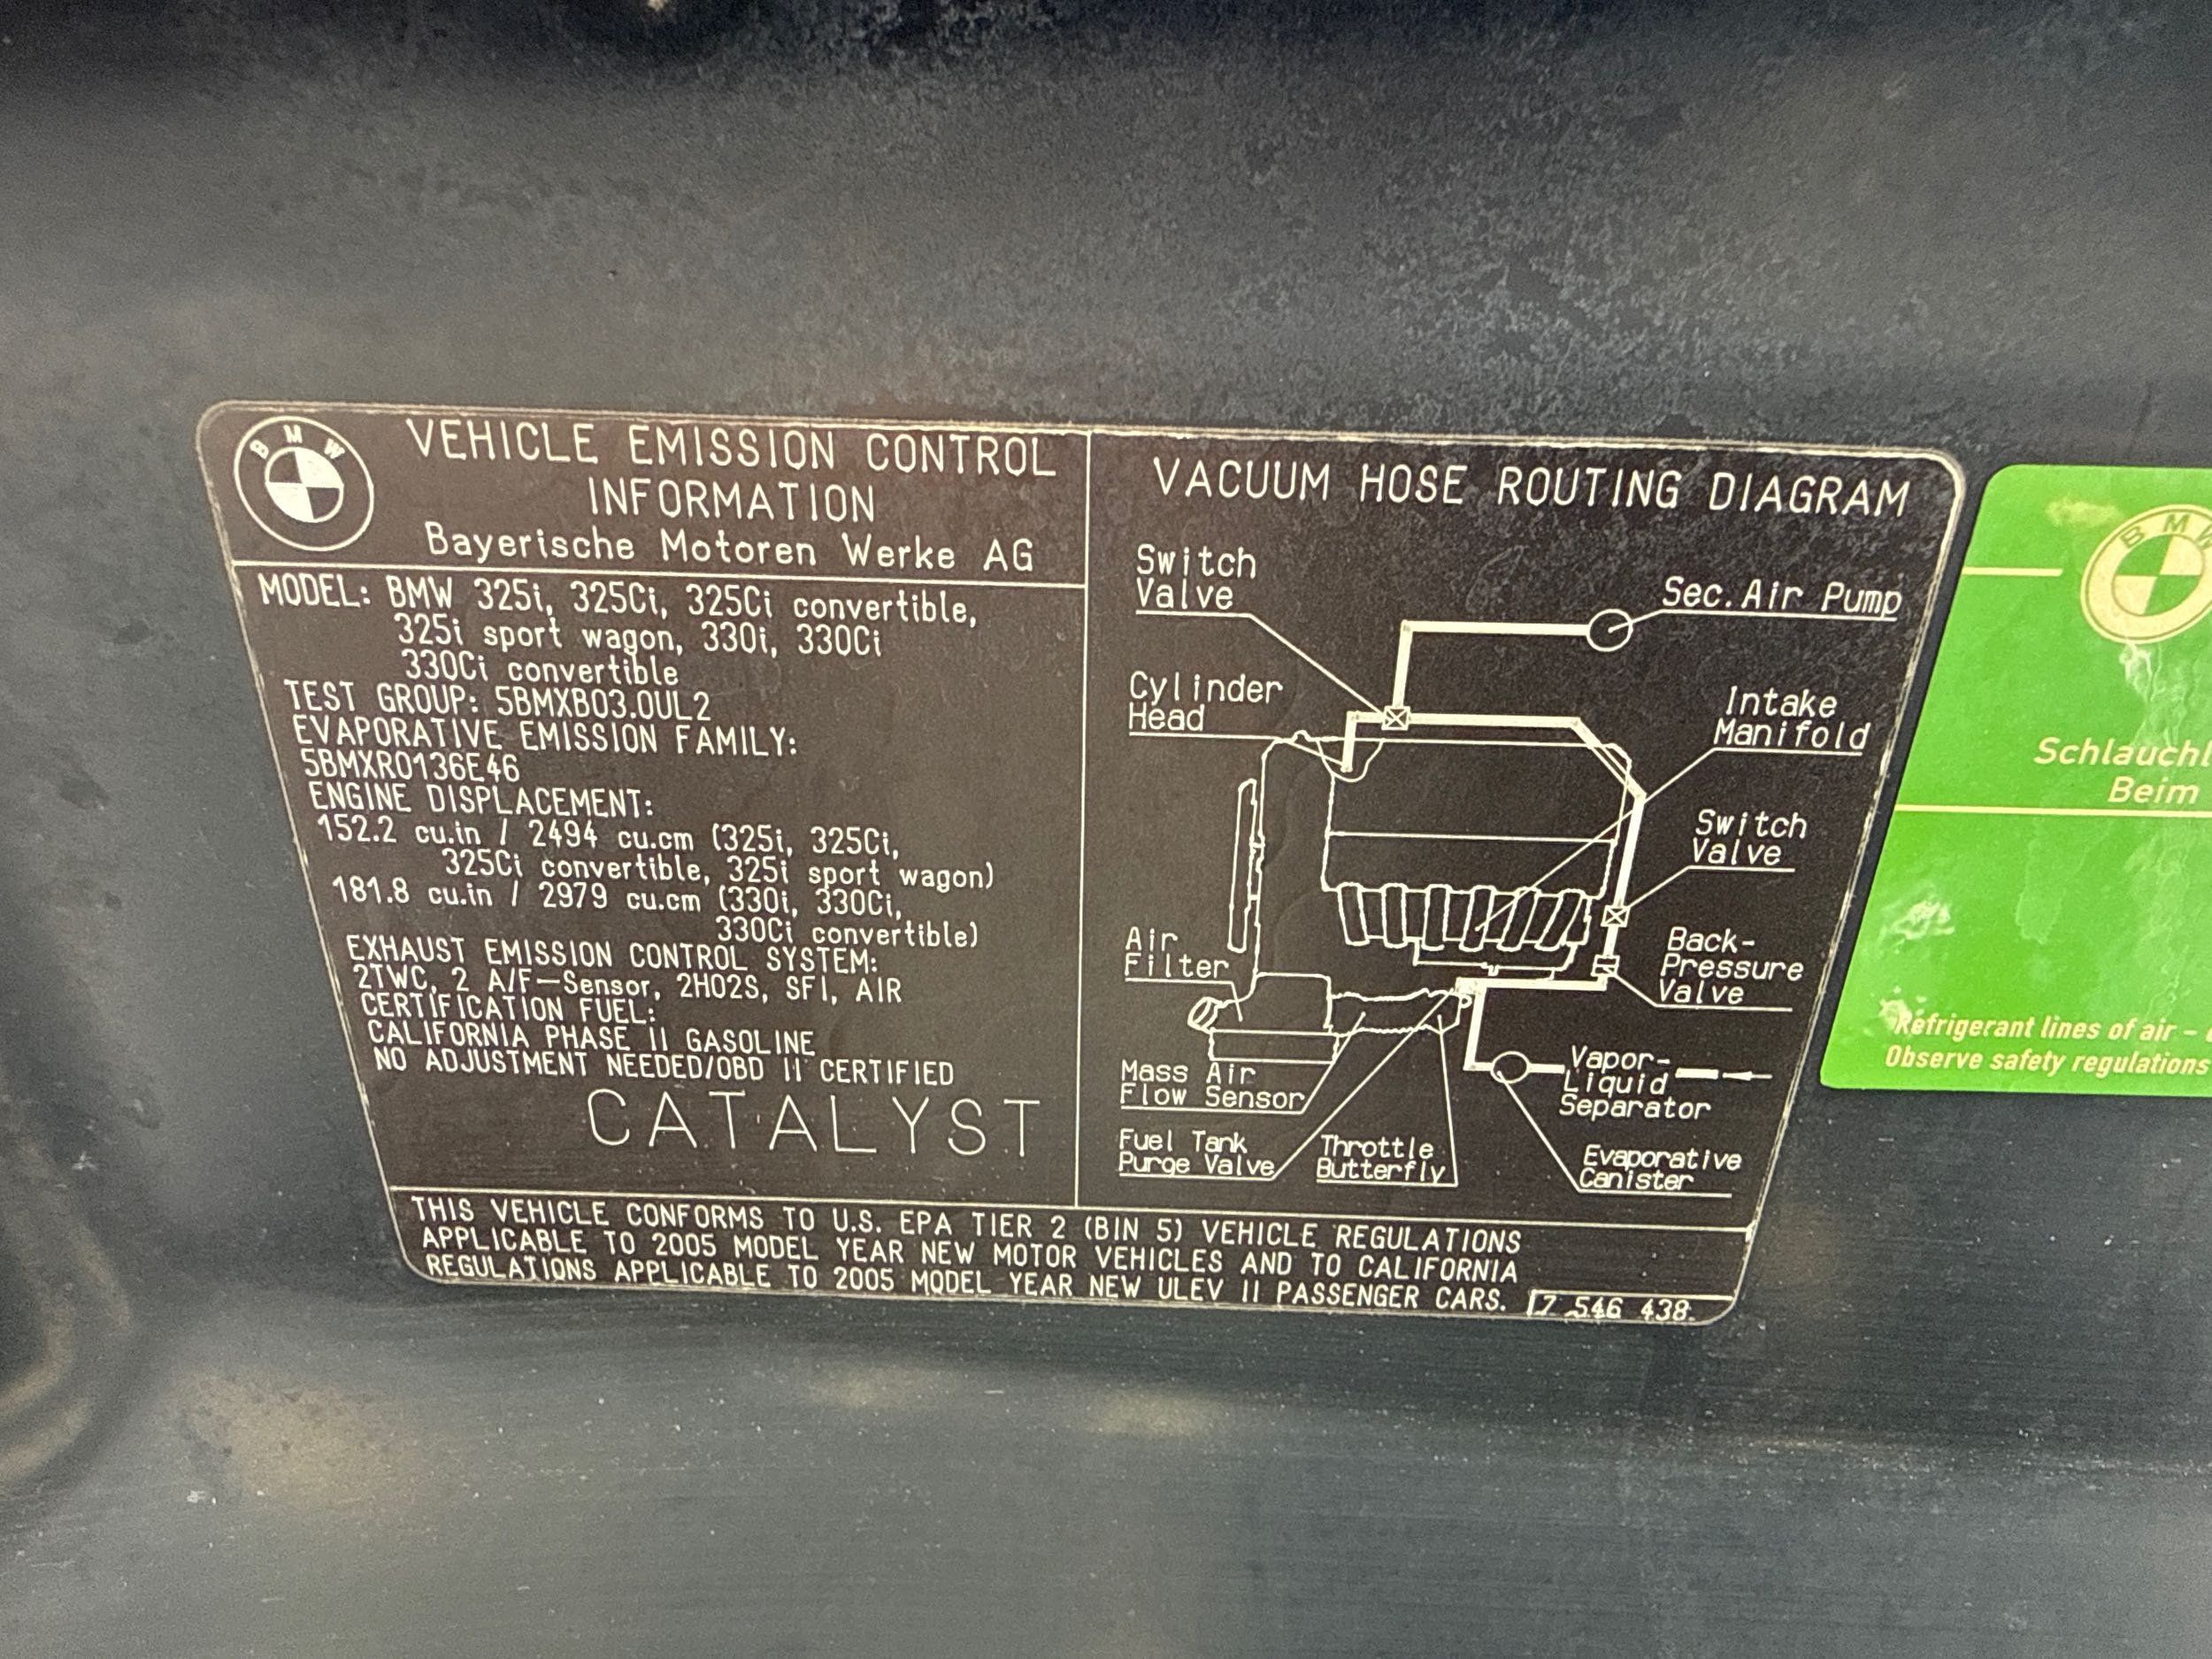 BMW
VEHICLE EMISSION CONTROL
INFORMATION
Bayerische Motoren Werke AG
MODEL: BMW 325i, 325Ci, 325Ci convertible,
325i sport wagon, 330i, 330Ci
330Ci convertible
TEST GROUP: 5BMXB03.0UL2
EVAPORATIVE EMISSION FAMILY:
5BMXR0136E46
ENGINE DISPLACEMENT:
152.2 cu.in / 2494 cu.cm (325i, 325Ci,
325Ci convertible, 325i sport wagon)
181.8 cu.in / 2979 cu.cm (330i, 330Ci,
330Ci convertible)
EXHAUST EMISSION CONTROL SYSTEM:
2TWC, 2 A/F-Sensor, 2HO2S, SFI, AIR
CERTIFICATION FUEL:
CALIFORNIA PHASE II GASOLINE
NO ADJUSTMENT NEEDED/OBD II CERTIFIED
CATALYST
VACUUM HOSE ROUTING DIAGRAM
Switch
Valve
Sec.Air Pump
Cylinder
Head
Intake
Manifold
Switch
Valve
Air
Filter
Back-
Pressure
Valve
Mass Air
Flow Sensor
Vapor-
Liquid
Separator
Fuel Tank
Purge Valve
Throttle
Butterfly
Evaporative
Canister
THIS VEHICLE CONFORMS TO U.S. EPA TIER 2 (BIN 5) VEHICLE REGULATIONS
APPLICABLE TO 2005 MODEL YEAR NEW MOTOR VEHICLES AND TO CALIFORNIA
REGULATIONS APPLICABLE TO 2005 MODEL YEAR NEW ULEV II PASSENGER CARS.
7 546 438
BM
Schlauchl
Beim
Refrigerant lines of air -
Observe safety regulations